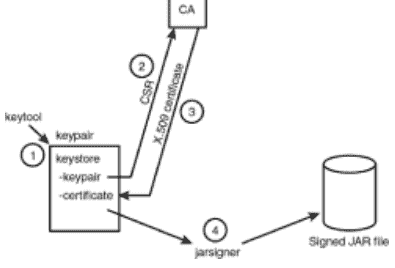 CA
2
CSR
X.509 certificate
3
keytool
keypair
1
keystore
-keypair
-certificate
4
jarsigner
Signed JAR file